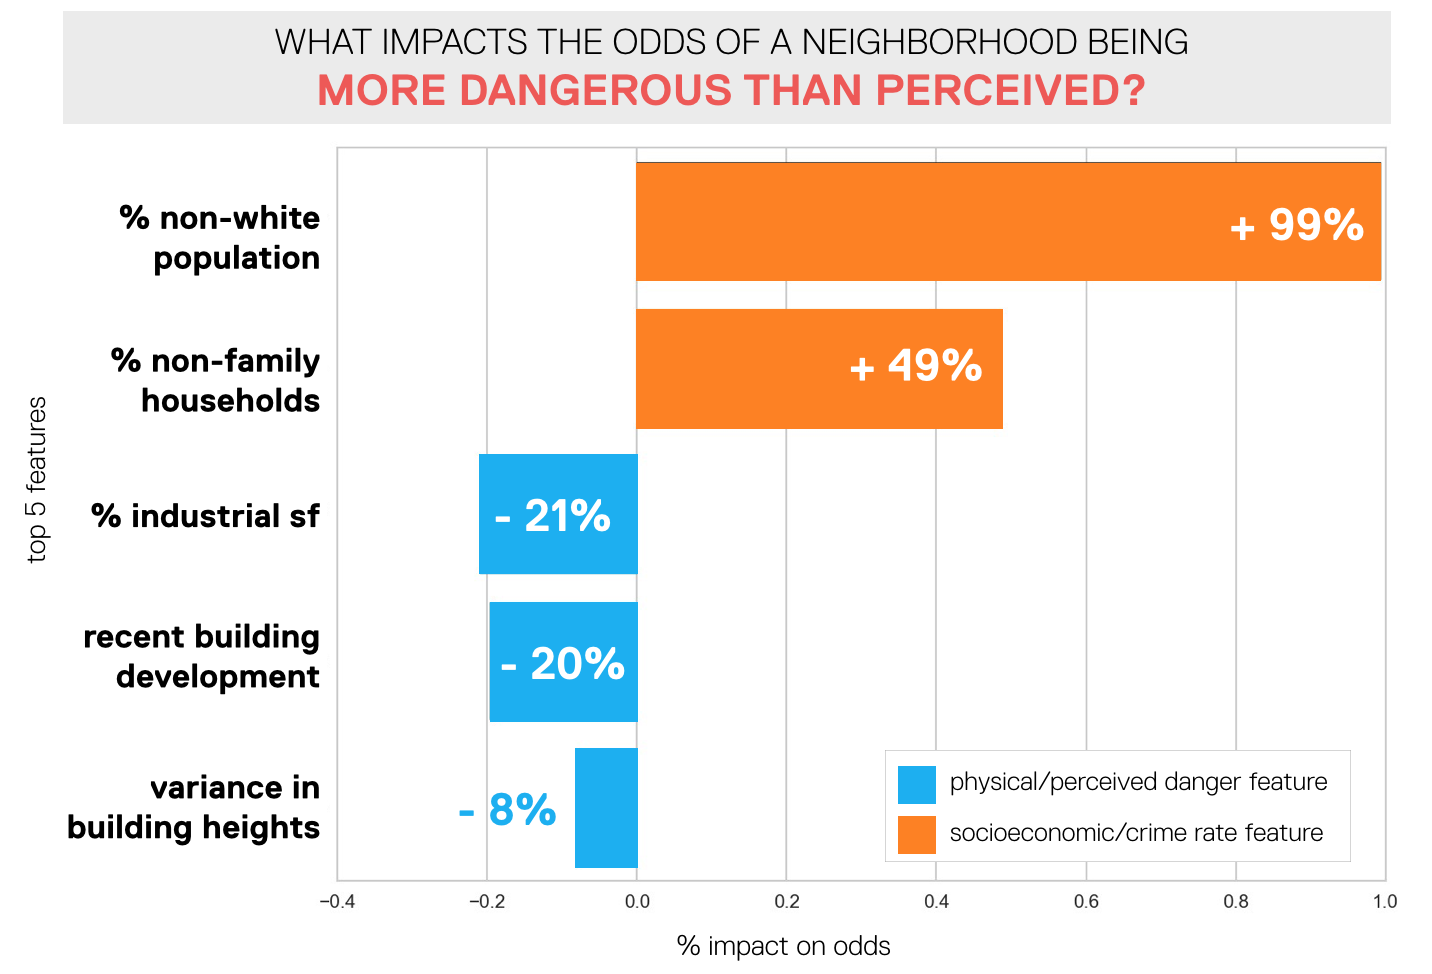 WHAT IMPACTS THE ODDS OF A NEIGHBORHOOD BEING
MORE DANGEROUS THAN PERCEIVED?
top 5 features
% non-white
population
+ 99%
% non-family
households
+ 49%
% industrial sf
- 21%
recent building
development
- 20%
variance in
building heights
- 8%
physical/perceived danger feature
socioeconomic/crime rate feature
−0.4 −0.2 0.0 0.2 0.4 0.6 0.8 1.0
% impact on odds